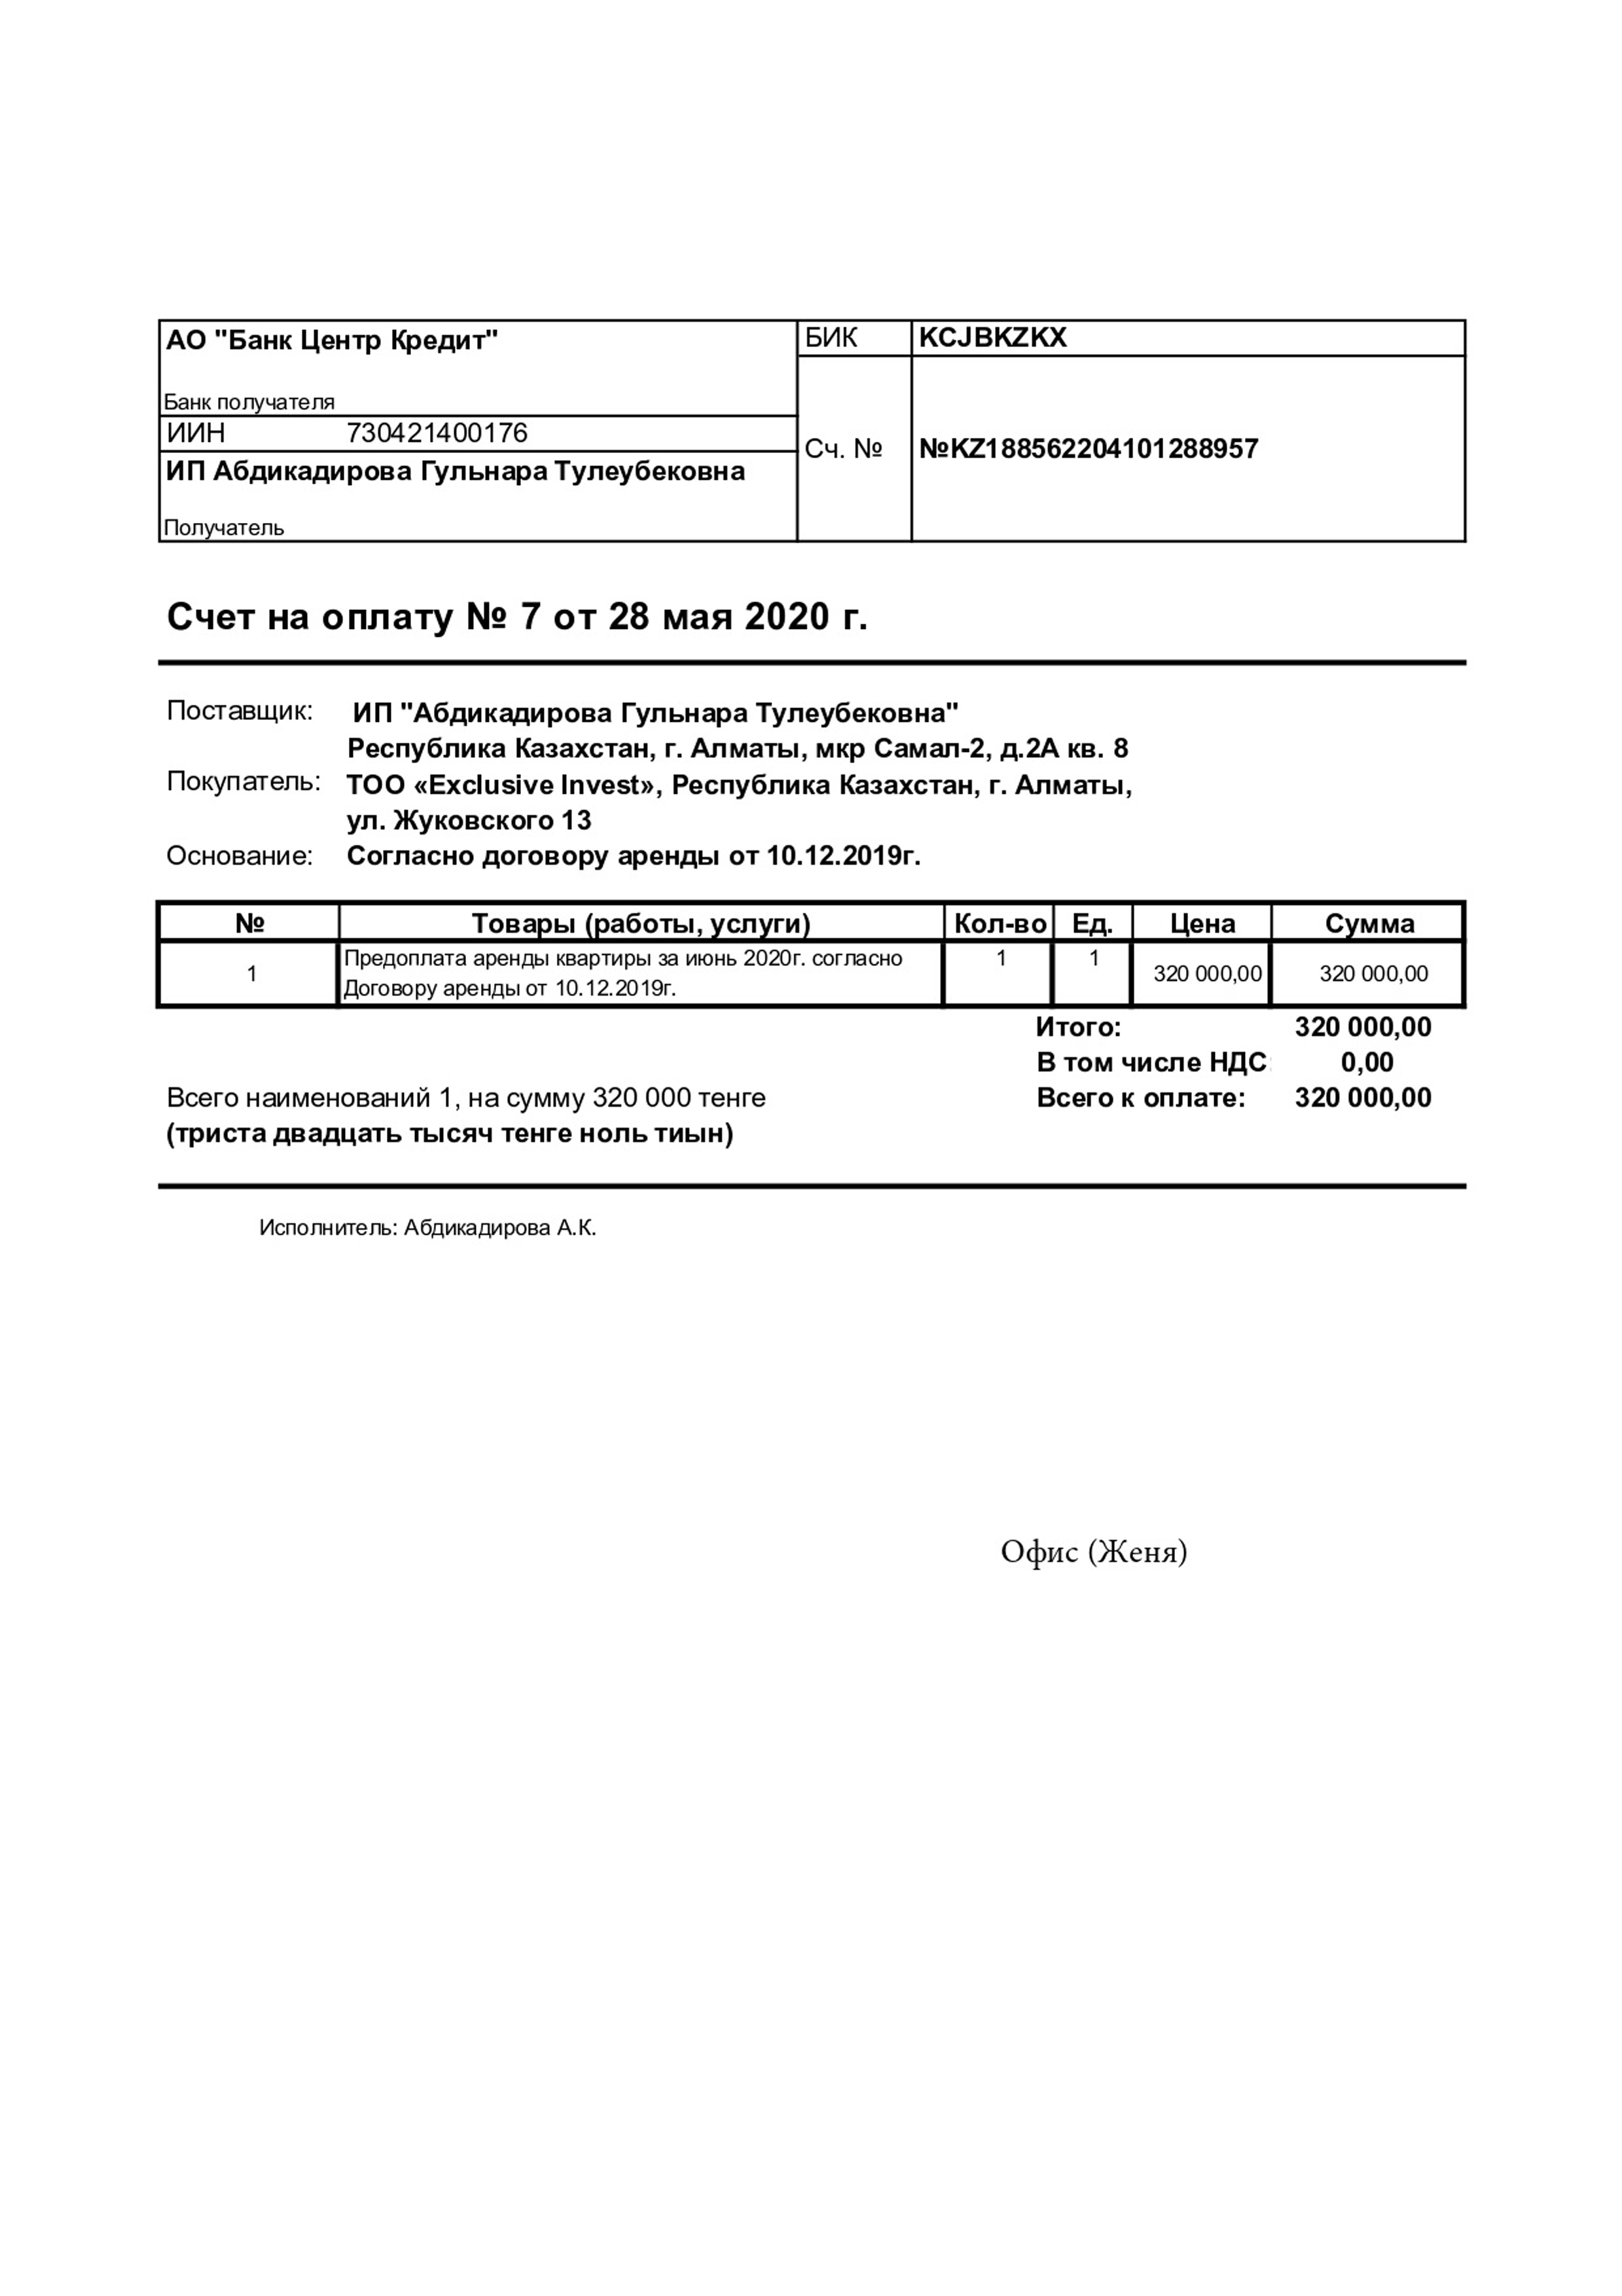 АО "Банк Центр Кредит"
БИК KCJBKZKX
Банк получателя
ИИН 730421400176
Сч. № №KZ188562204101288957
ИП Абдикадирова Гульнара Тулеубековна
Получатель
Счет на оплату № 7 от 28 мая 2020 г.
Поставщик: ИП "Абдикадирова Гульнара Тулеубековна"
Республика Казахстан, г. Алматы, мкр Самал-2, д.2А кв. 8
Покупатель: ТОО «Exclusive Invest», Республика Казахстан, г. Алматы,
ул. Жуковского 13
Основание: Согласно договору аренды от 10.12.2019г.
№ Товары (работы, услуги) Кол-во Ед. Цена Сумма
1 Предоплата аренды квартиры за июнь 2020г. согласно 1 1 320 000,00 320 000,00
Договору аренды от 10.12.2019г.
Итого: 320 000,00
В том числе НДС: 0,00
Всего наименований 1, на сумму 320 000 тенге Всего к оплате: 320 000,00
(триста двадцать тысяч тенге ноль тиын)
Исполнитель: Абдикадирова А.К.
Офис (Женя)